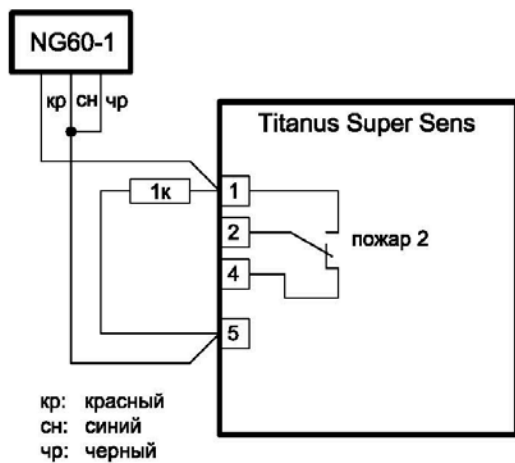 NG60-1
кр сн чр
Titanus Super Sens
1к
1
2
пожар 2
4
5
кр: красный
сн: синий
чр: черный